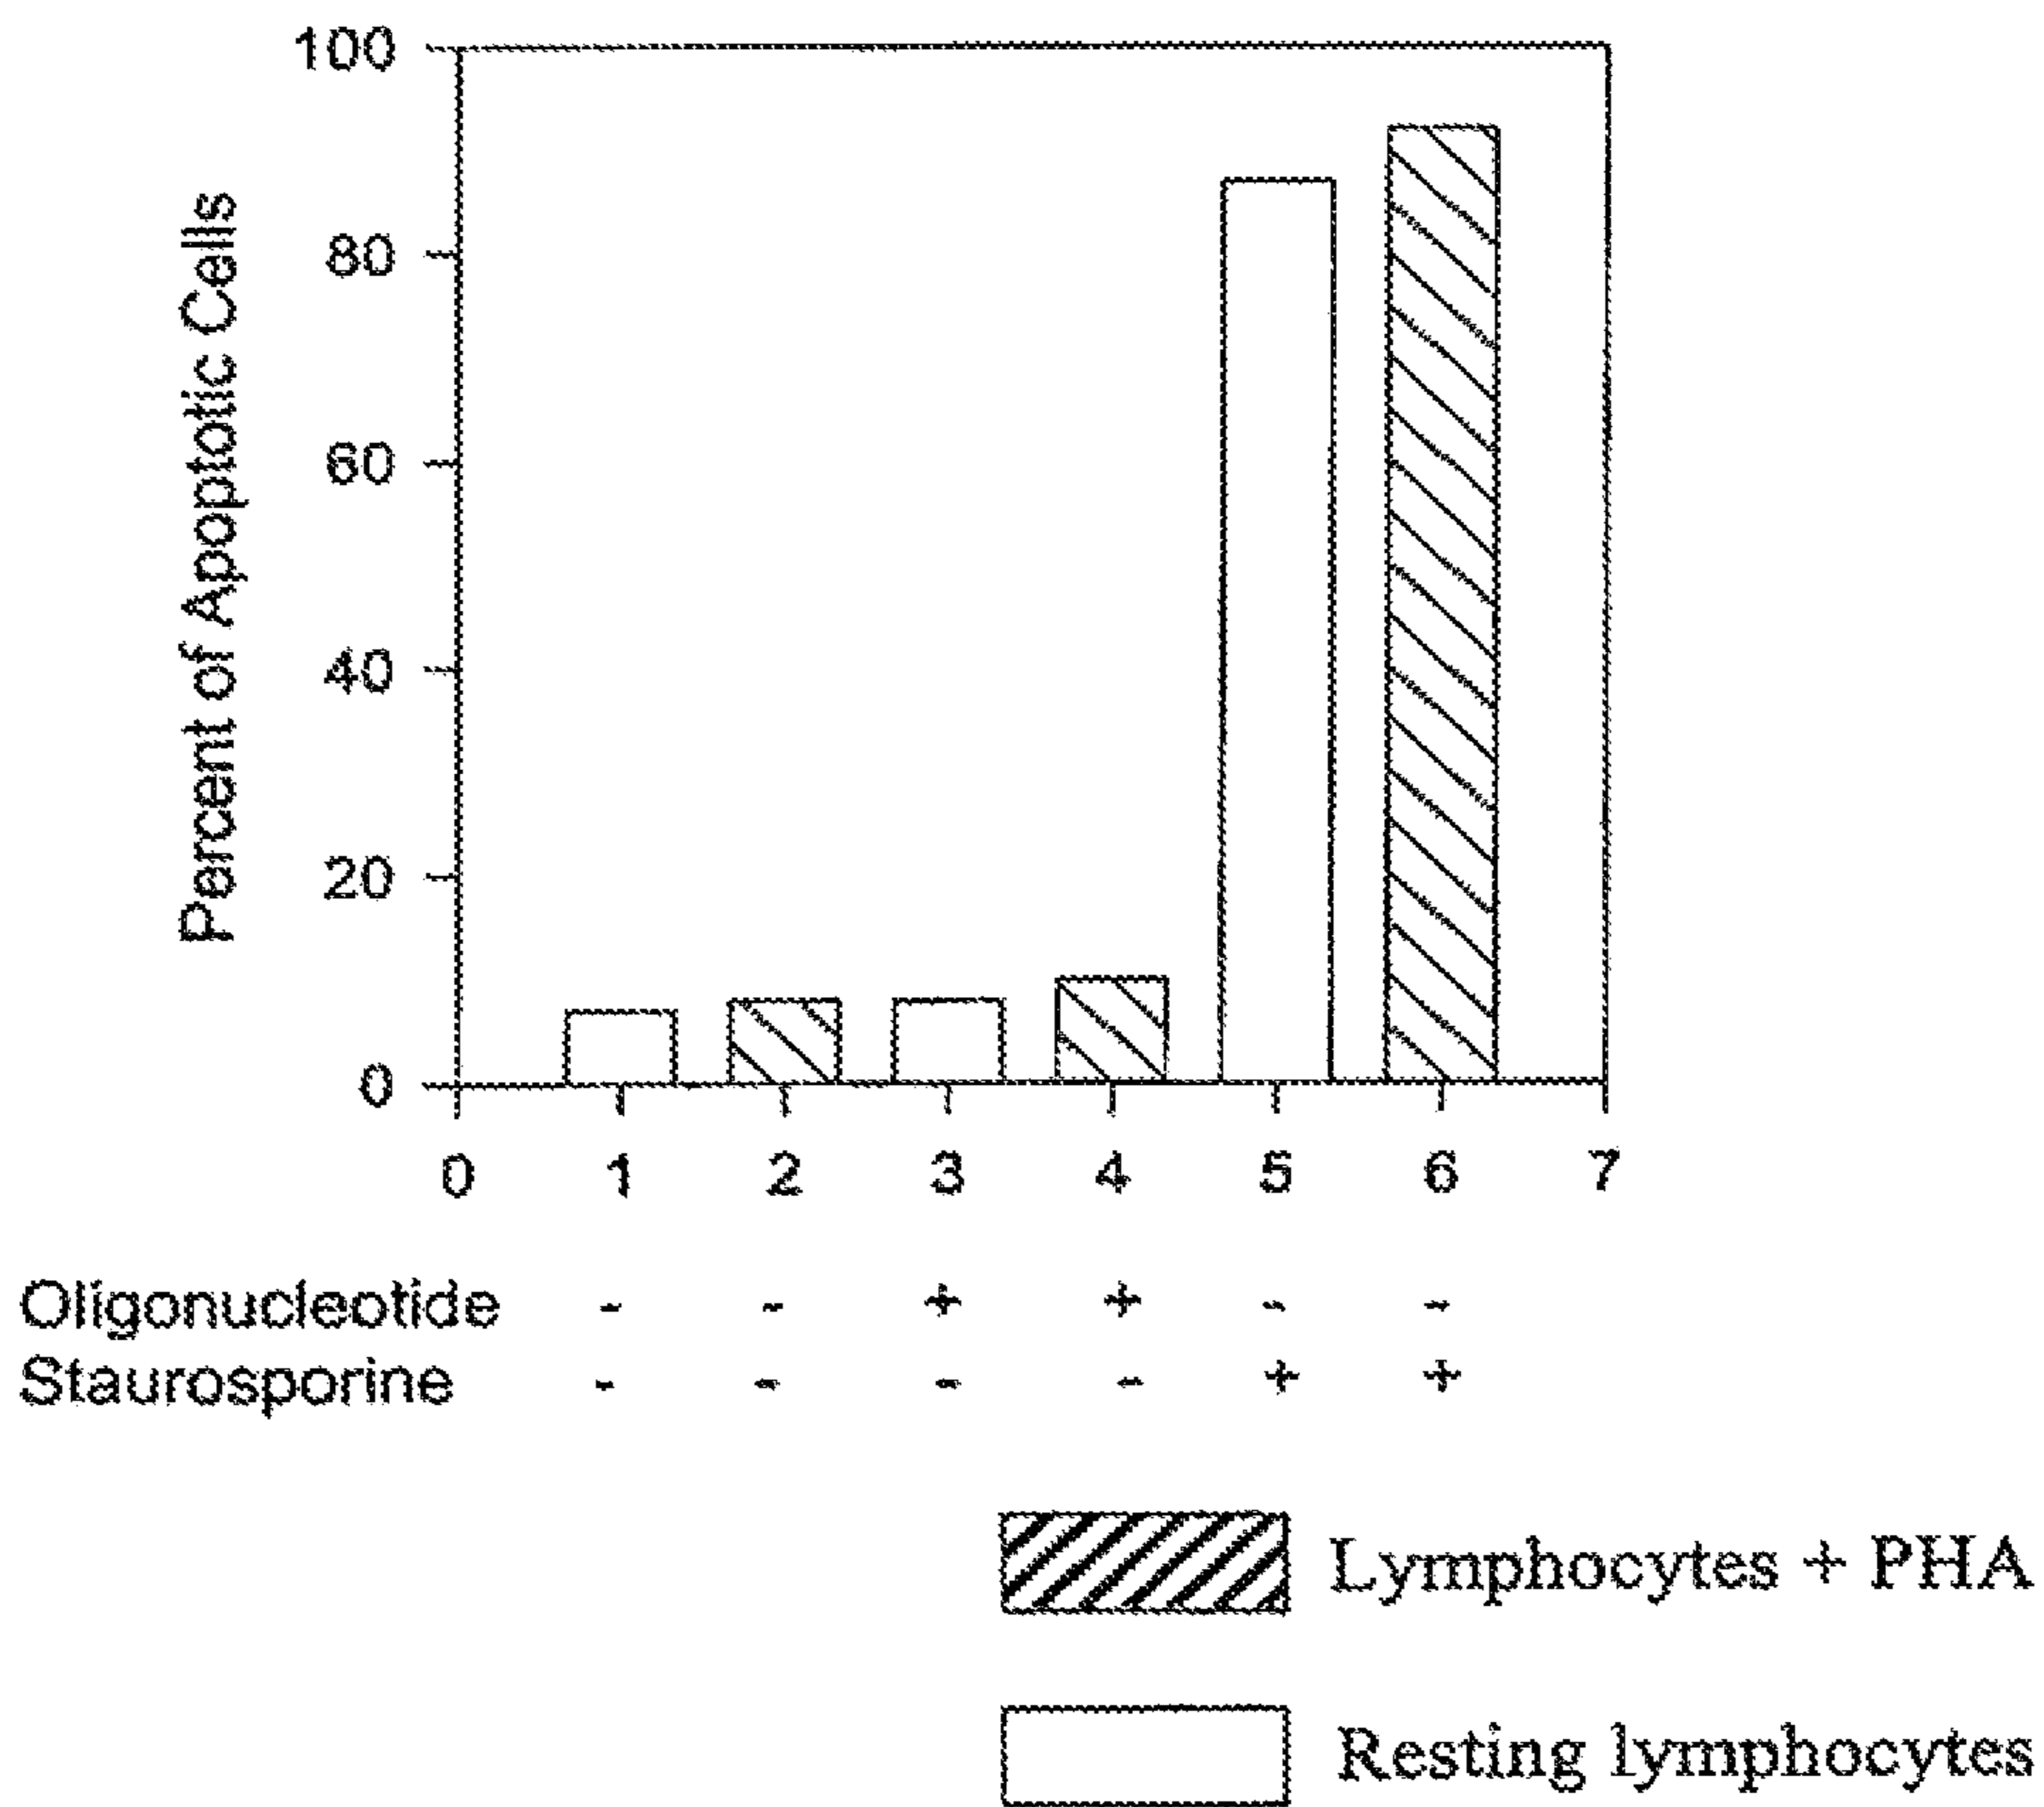 100
80
60
40
20
0
Percent of Apoptotic Cells
0 1 2 3 4 5 6 7
Oligonucleotide - - + + - -
Staurosporine - - - - + +
Lymphocytes + PHA
Resting lymphocytes